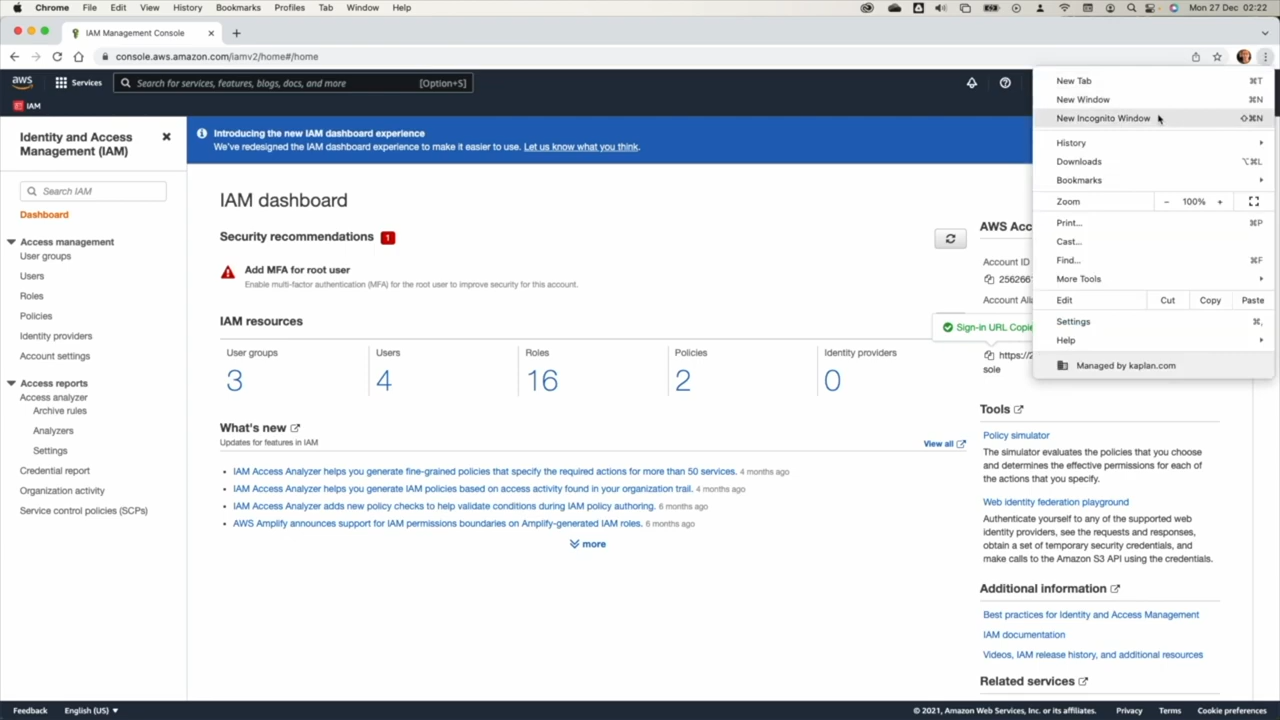 Chrome File Edit View History Bookmarks Profiles Tab Window Help
Mon 27 Dec 02:22
IAM Management Console
console.aws.amazon.com/iamv2/home#/home
aws
Services
Search for services, features, blogs, docs, and more
[Option+S]
IAM
New Tab ⌘T
New Window ⌘N
New Incognito Window ⇧⌘N
History
Downloads ⌥⌘L
Bookmarks
Zoom - 100% +
Print... ⌘P
Cast...
Find... ⌘F
More Tools
Edit Cut Copy Paste
Settings ⌘,
Help
Managed by kaplan.com
Identity and Access
Management (IAM)
Search IAM
Dashboard
Access management
User groups
Users
Roles
Policies
Identity providers
Account settings
Access reports
Access analyzer
Archive rules
Analyzers
Settings
Credential report
Organization activity
Service control policies (SCPs)
Introducing the new IAM dashboard experience
We've redesigned the IAM dashboard experience to make it easier to use. Let us know what you think.
IAM dashboard
Security recommendations 1
Add MFA for root user
Enable multi-factor authentication (MFA) for the root user to improve security for this account.
IAM resources
User groups Users Roles Policies Identity providers
3 4 16 2 0
What's new
Updates for features in IAM
View all
IAM Access Analyzer helps you generate fine-grained policies that specify the required actions for more than 50 services. 4 months ago
IAM Access Analyzer helps you generate IAM policies based on access activity found in your organization trail. 4 months ago
IAM Access Analyzer adds new policy checks to help validate conditions during IAM policy authoring. 6 months ago
AWS Amplify announces support for IAM permissions boundaries on Amplify-generated IAM roles. 6 months ago
more
AWS Acc
Account ID
256266
Account Ali
Sign-in URL Copie
https://2
sole
Tools
Policy simulator
The simulator evaluates the policies that you choose
and determines the effective permissions for each of
the actions that you specify.
Web identity federation playground
Authenticate yourself to any of the supported web
identity providers, see the requests and responses,
obtain a set of temporary security credentials, and
make calls to the Amazon S3 API using the credentials.
Additional information
Best practices for Identity and Access Management
IAM documentation
Videos, IAM release history, and additional resources
Related services
Feedback English (US)
© 2021, Amazon Web Services, Inc. or its affiliates. Privacy Terms Cookie preferences